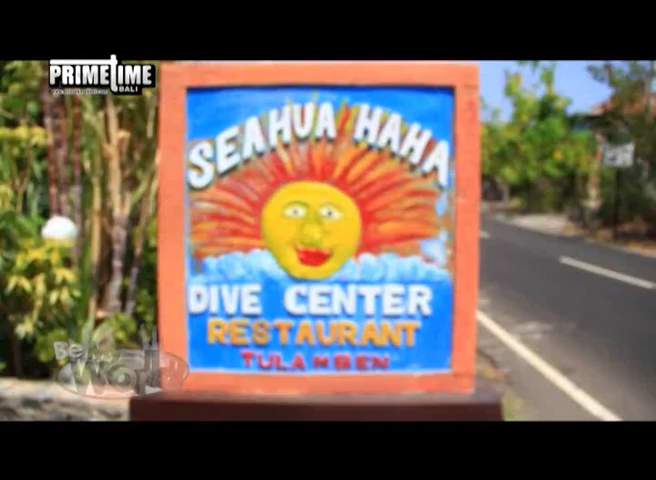 PRIMETIME
BALI
SEAHUA HAHA
DIVE CENTER
RESTAURANT
TULAMBEN